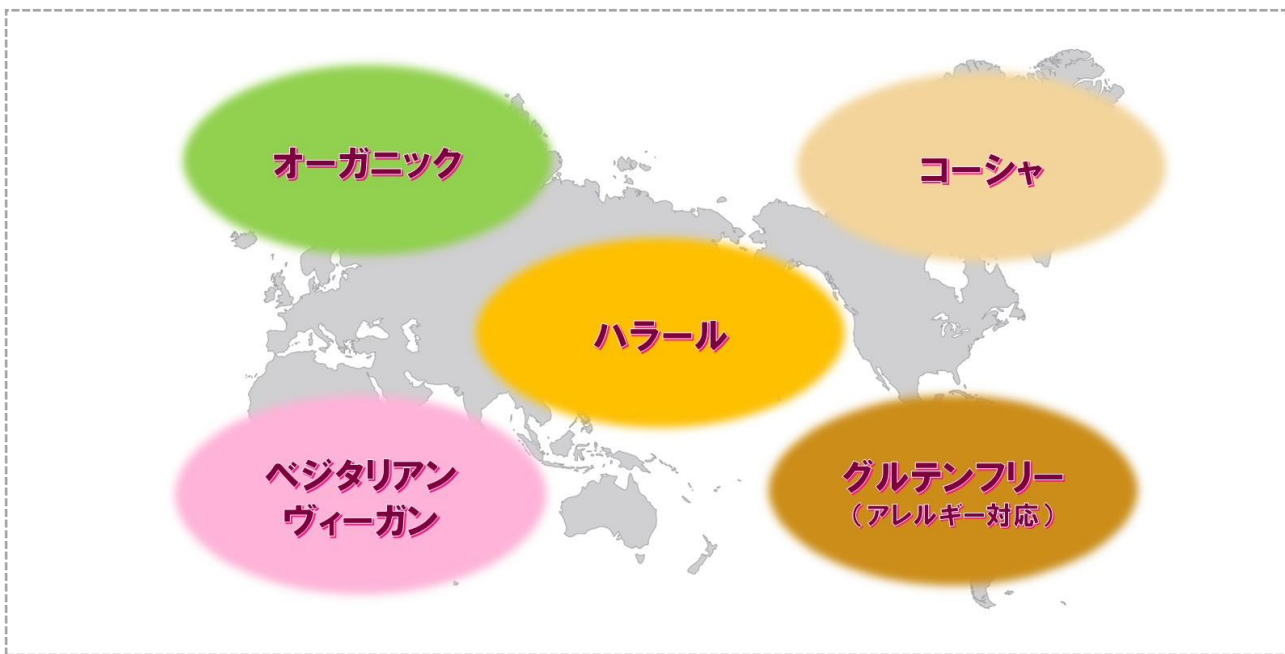 オーガニック
コーシャ
ハラール
ベジタリアン
ヴィーガン
グルテンフリー
（アレルギー対応）